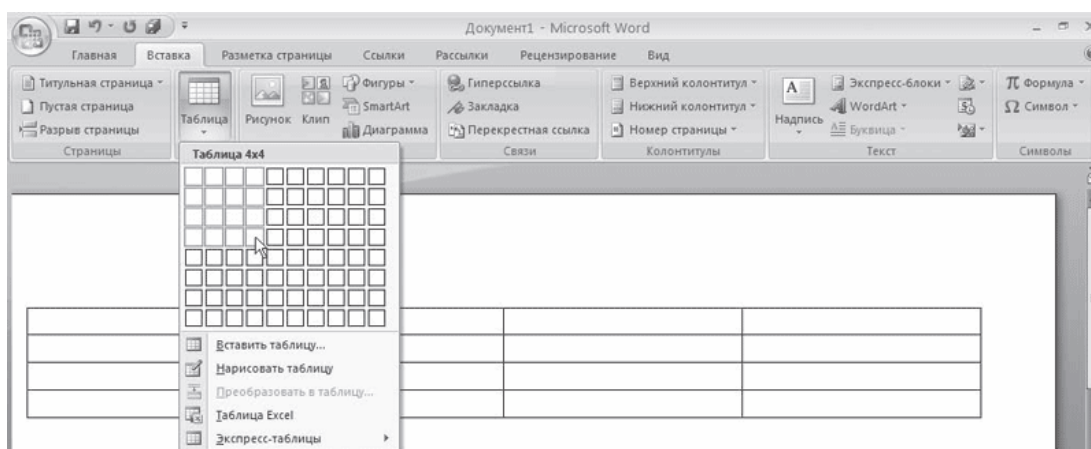 Документ1 - Microsoft Word
Главная Вставка Разметка страницы Ссылки Рассылки Рецензирование Вид
Титульная страница
Пустая страница
Разрыв страницы
Страницы
Таблица
Рисунок
Клип
Фигуры
SmartArt
Диаграмма
Гиперссылка
Закладка
Перекрестная ссылка
Связи
Верхний колонтитул
Нижний колонтитул
Номер страницы
Колонтитулы
A
Надпись
Экспресс-блоки
WordArt
Буквица
Текст
π Формула
Ω Символ
Символы
Таблица 4x4
Вставить таблицу...
Нарисовать таблицу
Преобразовать в таблицу...
Таблица Excel
Экспресс-таблицы